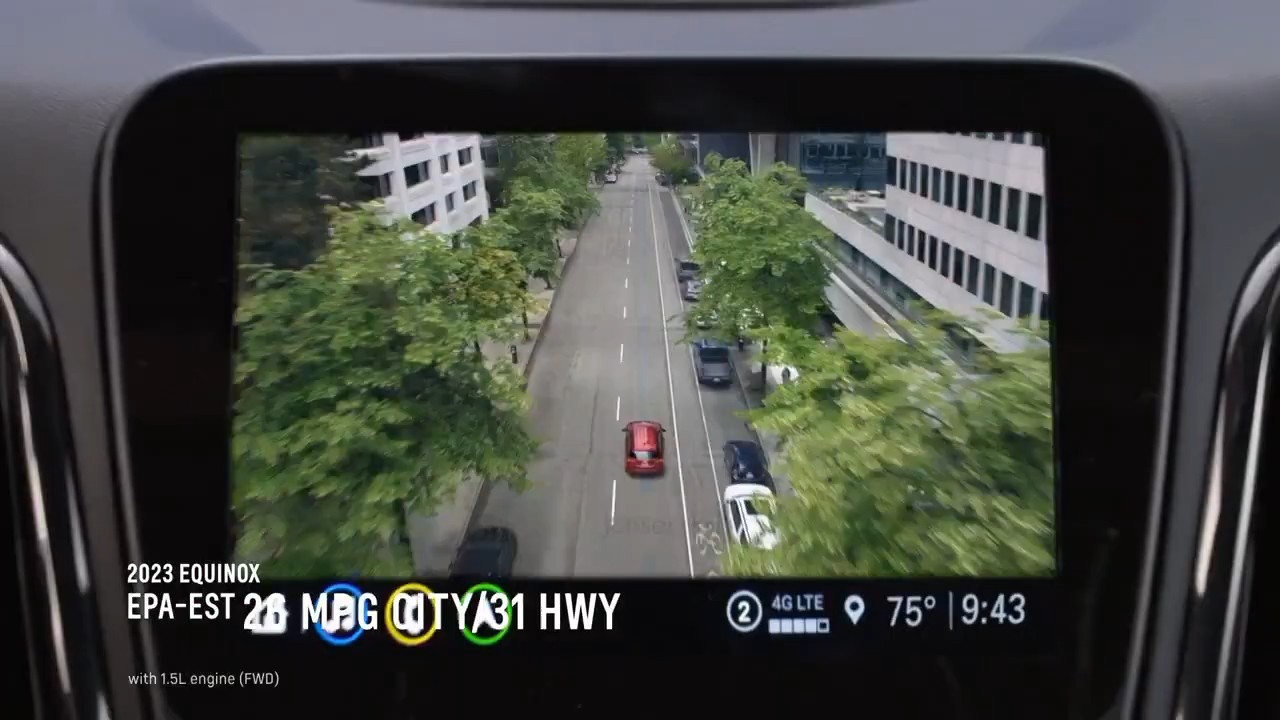 2023 EQUINOX
EPA-EST 26 MPG CITY/31 HWY
2 4G LTE 75° 9:43
with 1.5L engine (FWD)